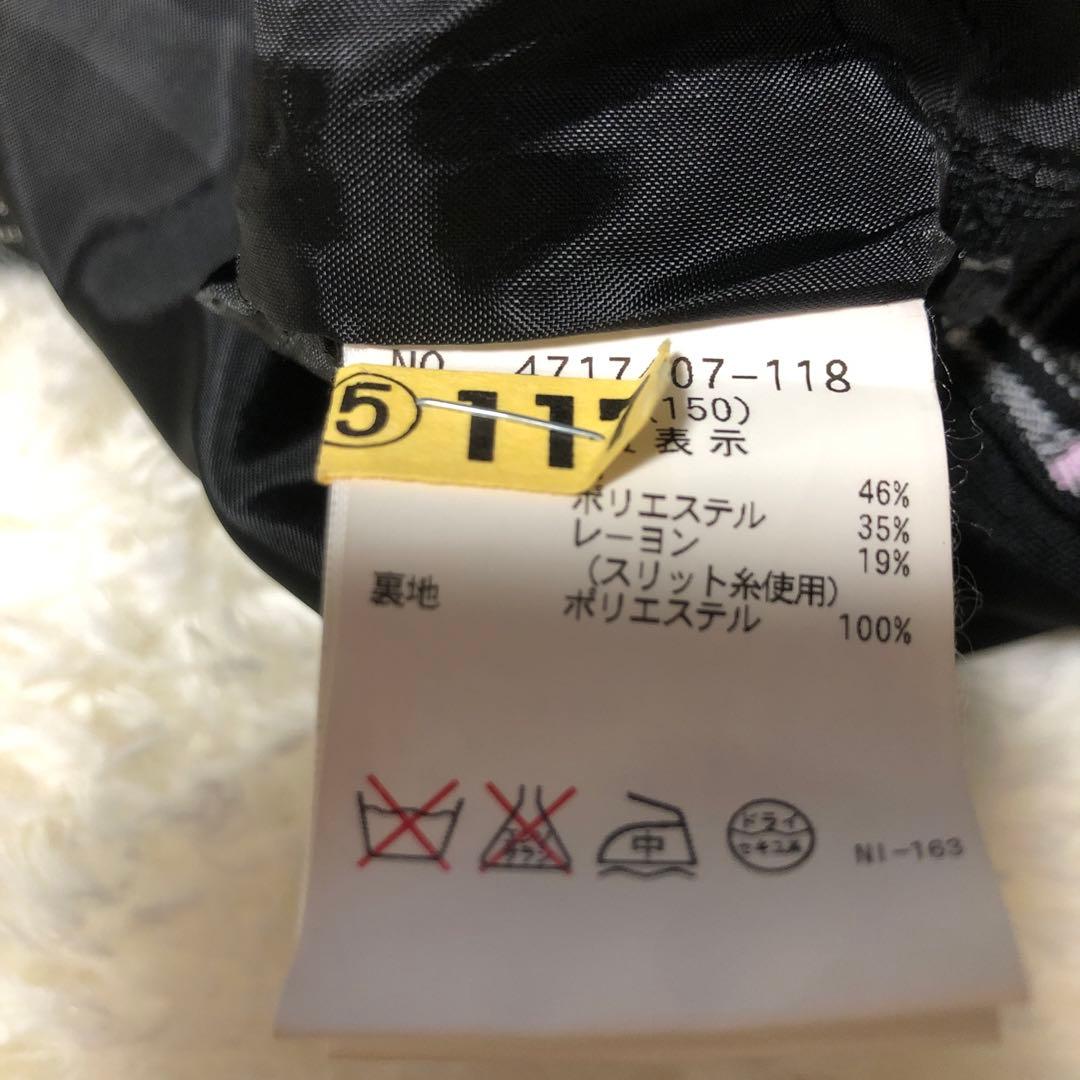 NO. 4717 07-118
(150)
表示
5 11
46%
ポリエステル 35%
レーヨン 19%
(スリット糸使用)
裏地 ポリエステル 100%
中
ドライ
セキユ系
NI-163